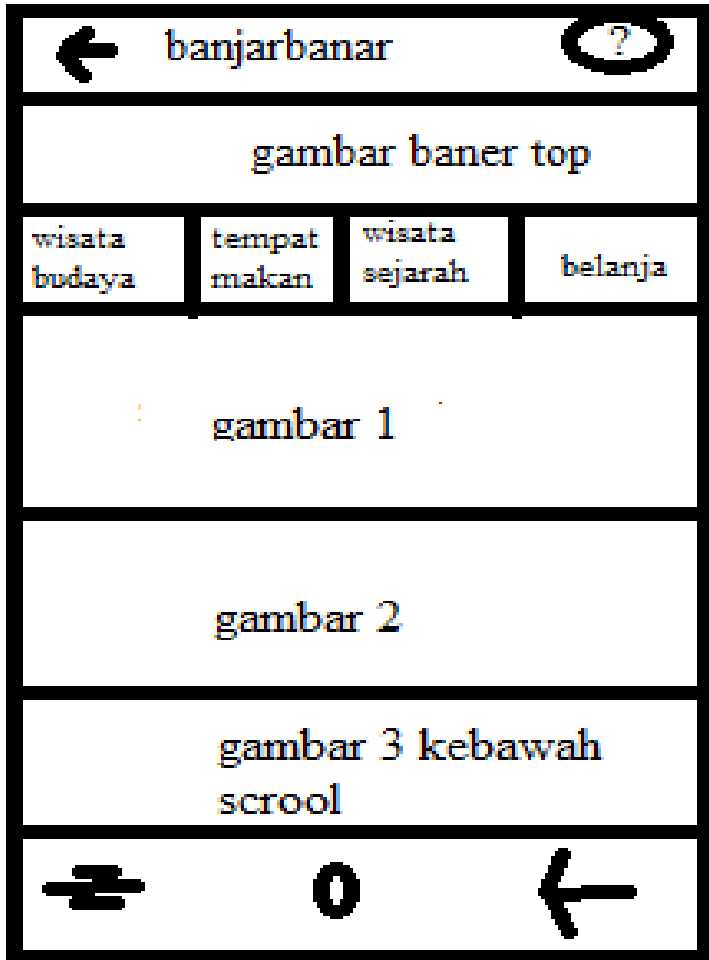 banjarbanar
?
gambar baner top
wisata
budaya
tempat
makan
wisata
sejarah
belanja
gambar 1
gambar 2
gambar 3 kebawah
scrool